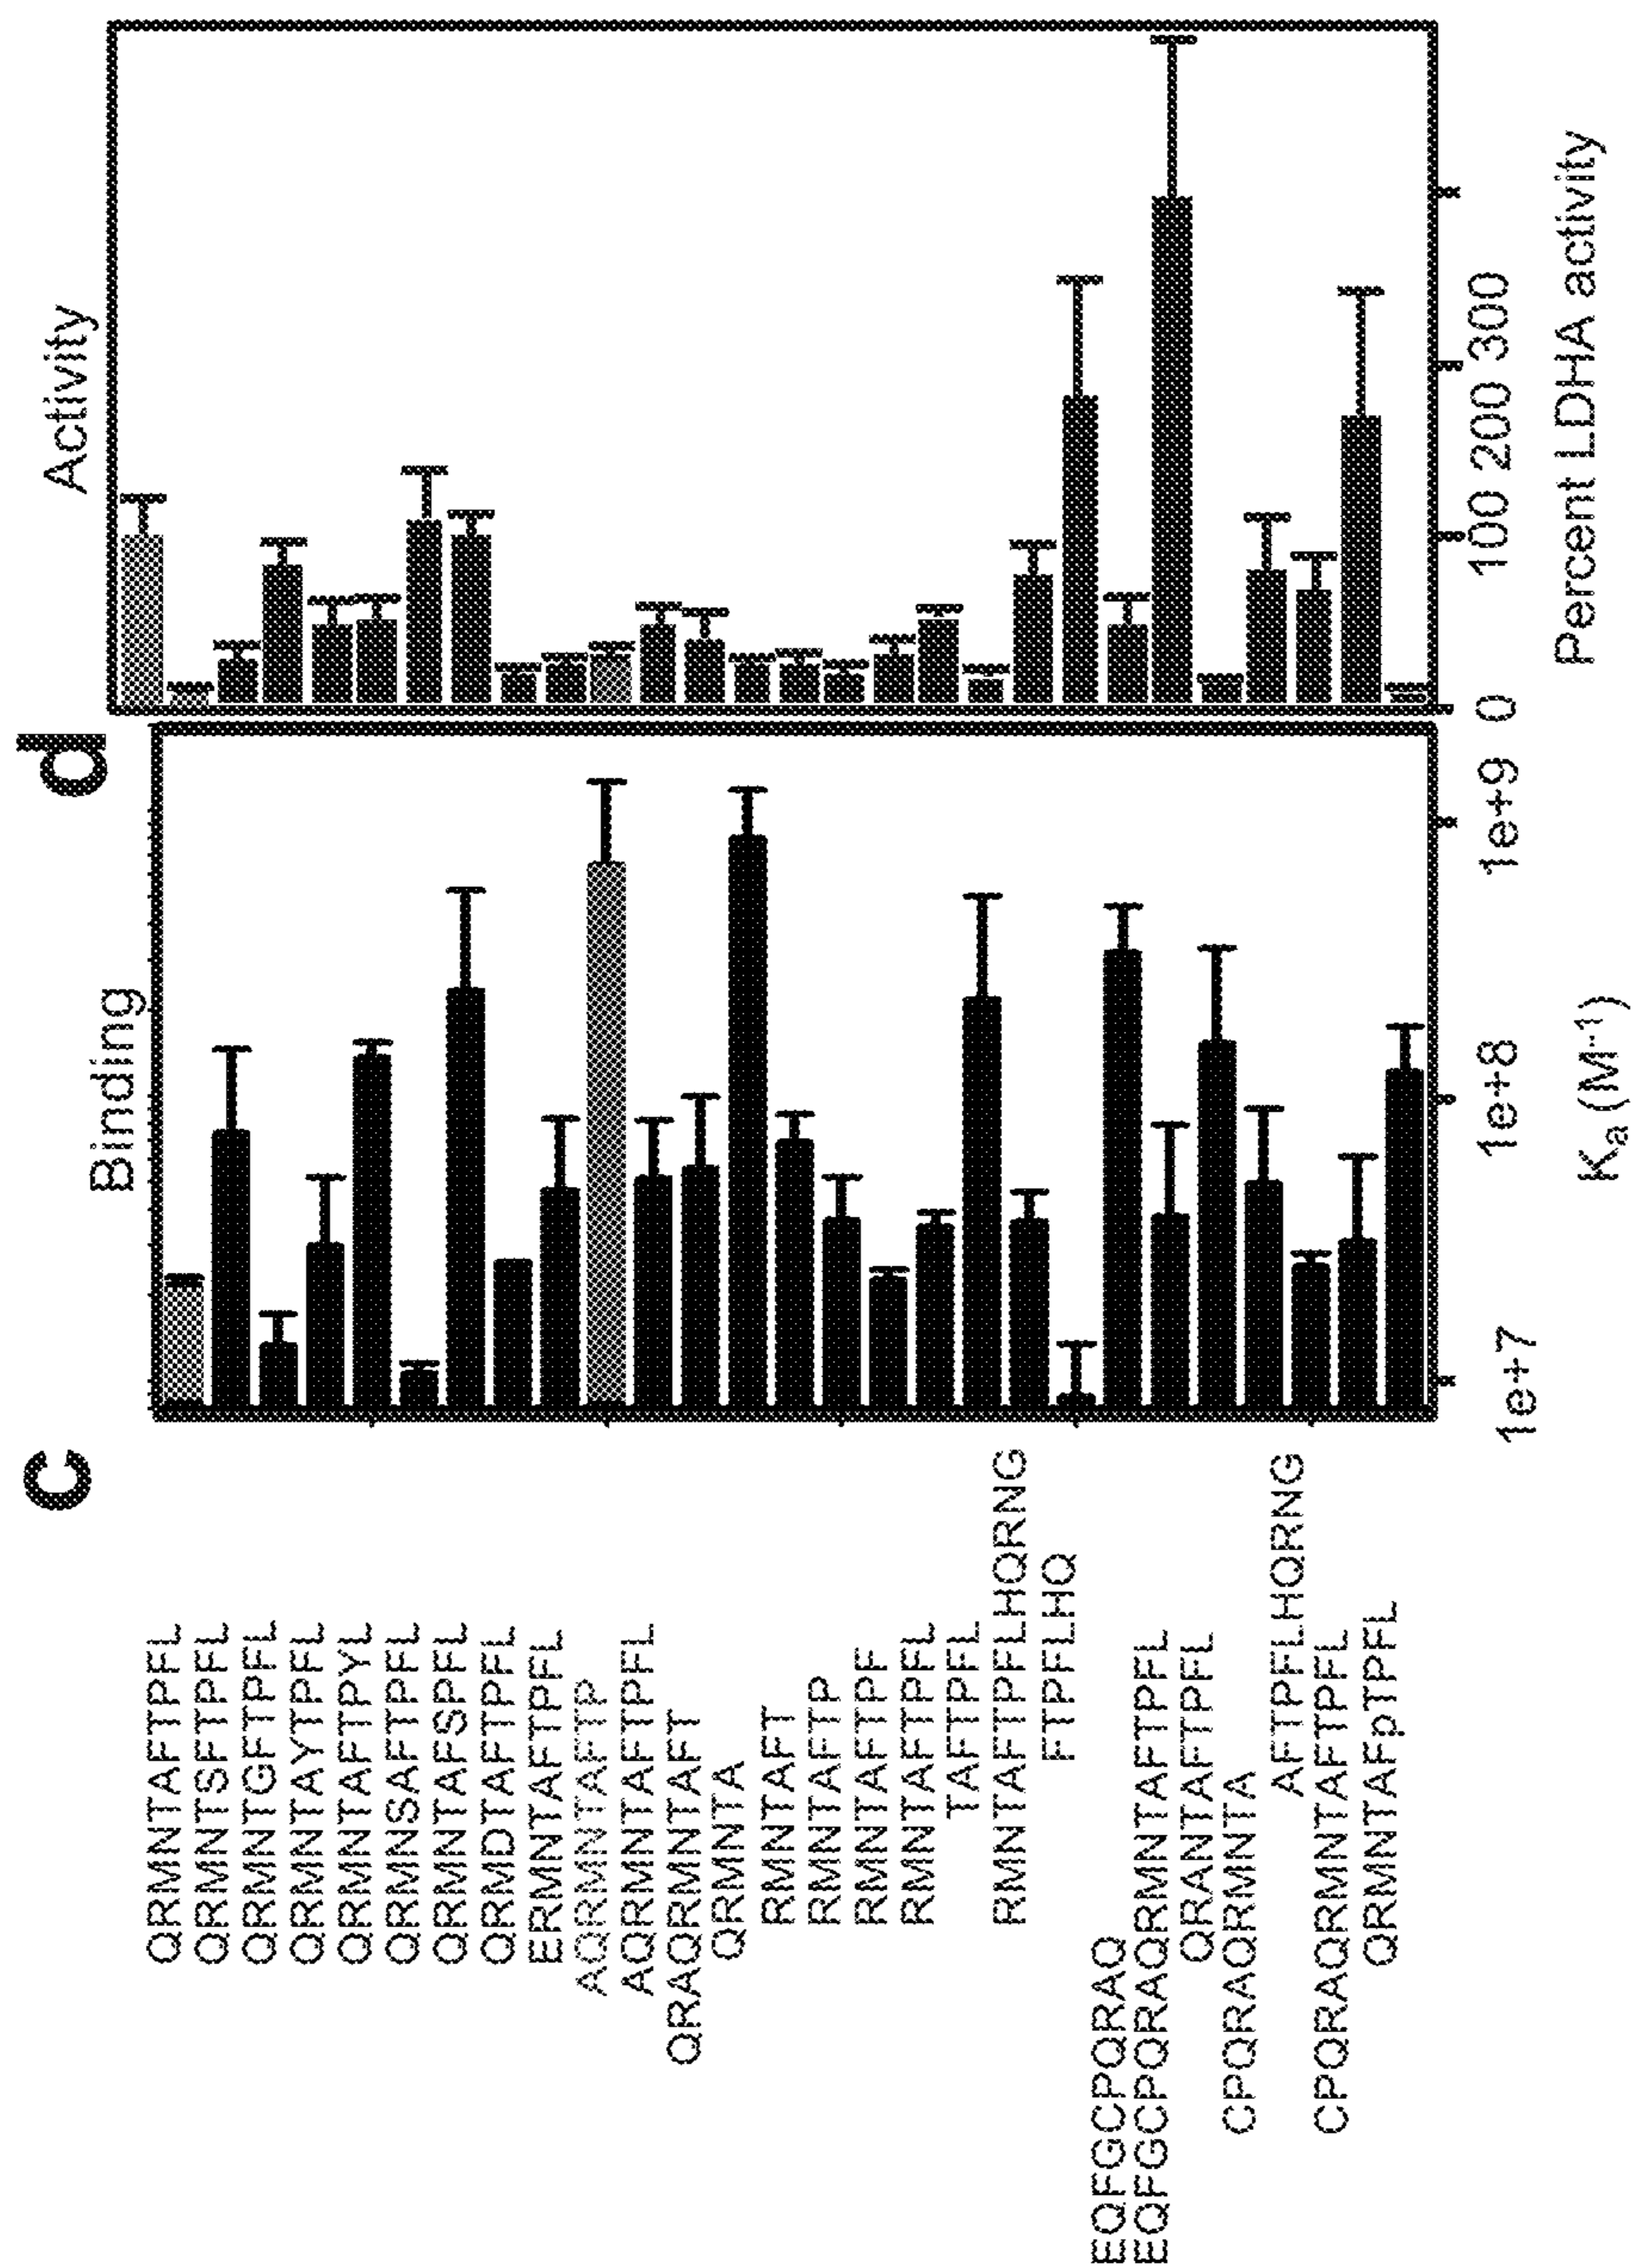 c
Binding
d
Activity
QRMNTAFTPFL
QRMNTSFTPFL
QRMNTGFTPFL
QRMNTAYTPFL
QRMNTAFTPYL
QRMNSAFTPFL
QRMNTAFSPFL
QRMDTAFTPFL
ERMNTAFTPFL
AQRMNTAFTP
AQRMNTAFTPFL
QRAQRMNTAFT
QRMNTA
RMNTAFT
RMNTAFTP
RMNTAFTPF
RMNTAFTPFL
TAFTPFL
RMNTAFTPFLHQRNG
FTPFLHQ
EQFGCPQRAQ
EQFGCPQRAQRMNTAFTPFL
QRANTAFTPFL
CPQRAQRMNTA
AFTPFLHQRNG
CPQRAQRMNTAFTPFL
QRMNTAFpTPFL
1e+7 1e+8 1e+9
Ka (M-1)
0 100 200 300
Percent LDHA activity